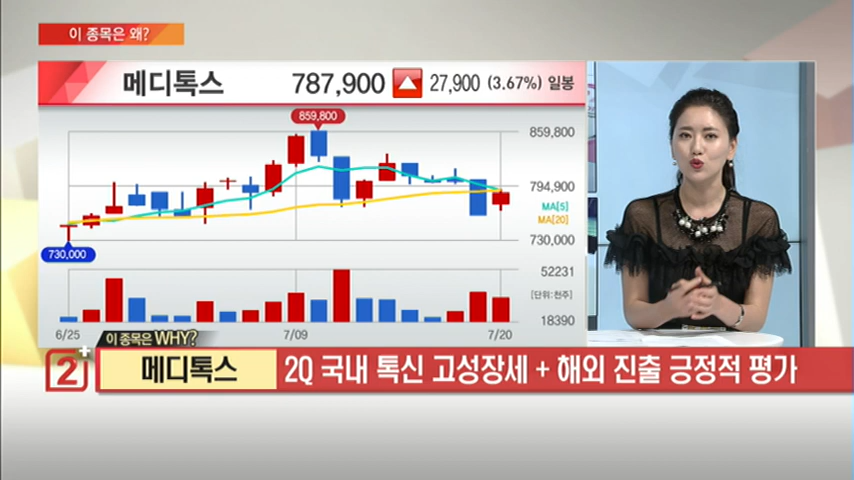 이 종목은 왜?
메디톡스 787,900 27,900 (3.67%) 일봉
859,800
859,800
794,900
MA[5]
MA[20]
730,000
730,000
52231
[단위:천주]
18390
6/25 7/09 7/20
이 종목은 WHY?
2+
메디톡스 2Q 국내 톡신 고성장세 + 해외 진출 긍정적 평가